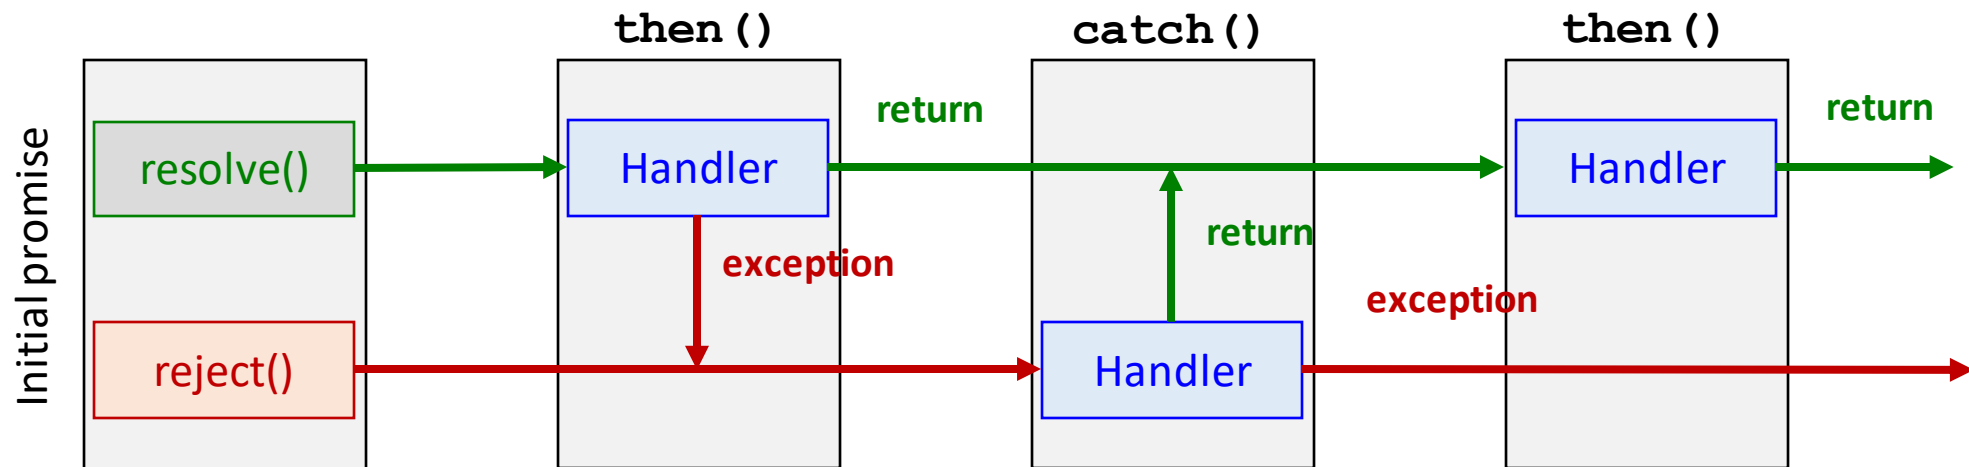 then()
catch()
then()
Initial promise
resolve()
Handler
return
Handler
return
exception
return
exception
reject()
Handler